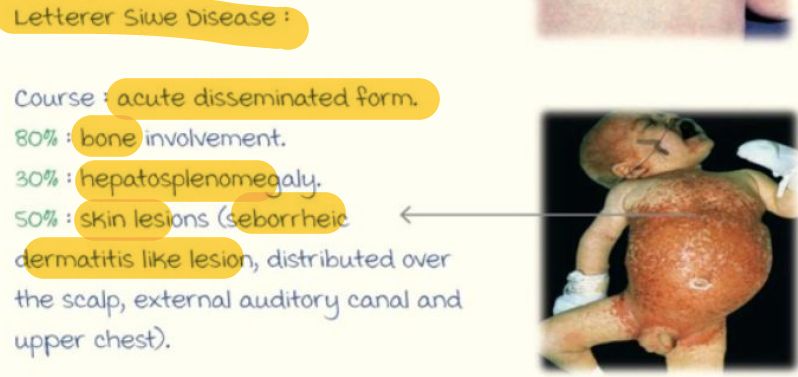 Letterer Siwe Disease :
Course : acute disseminated form.
80% : bone involvement.
30% : hepatosplenomegaly.
50% : skin lesions (seborrheic
dermatitis like lesion, distributed over
the scalp, external auditory canal and
upper chest).